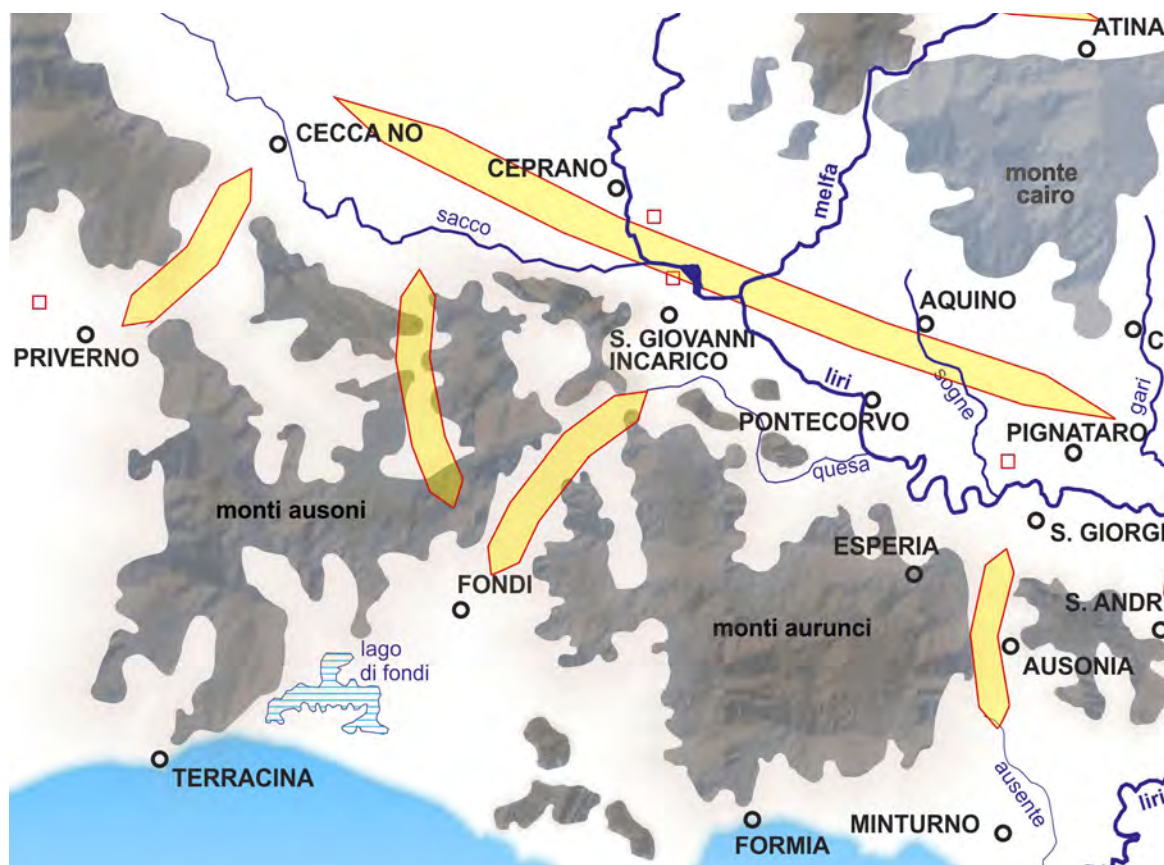 ATINA
CECCA NO
CEPRANO
melfa
monte
cairo
sacco
AQUINO
C
PRIVERNO
S. GIOVANNI
INCARICO
liri
sogne
gari
PONTECORVO
PIGNATARO
quesa
monti ausoni
S. GIORGI
ESPERIA
FONDI
S. ANDR
monti aurunci
AUSONIA
lago
di fondi
TERRACINA
ausente
liri
FORMIA
MINTURNO